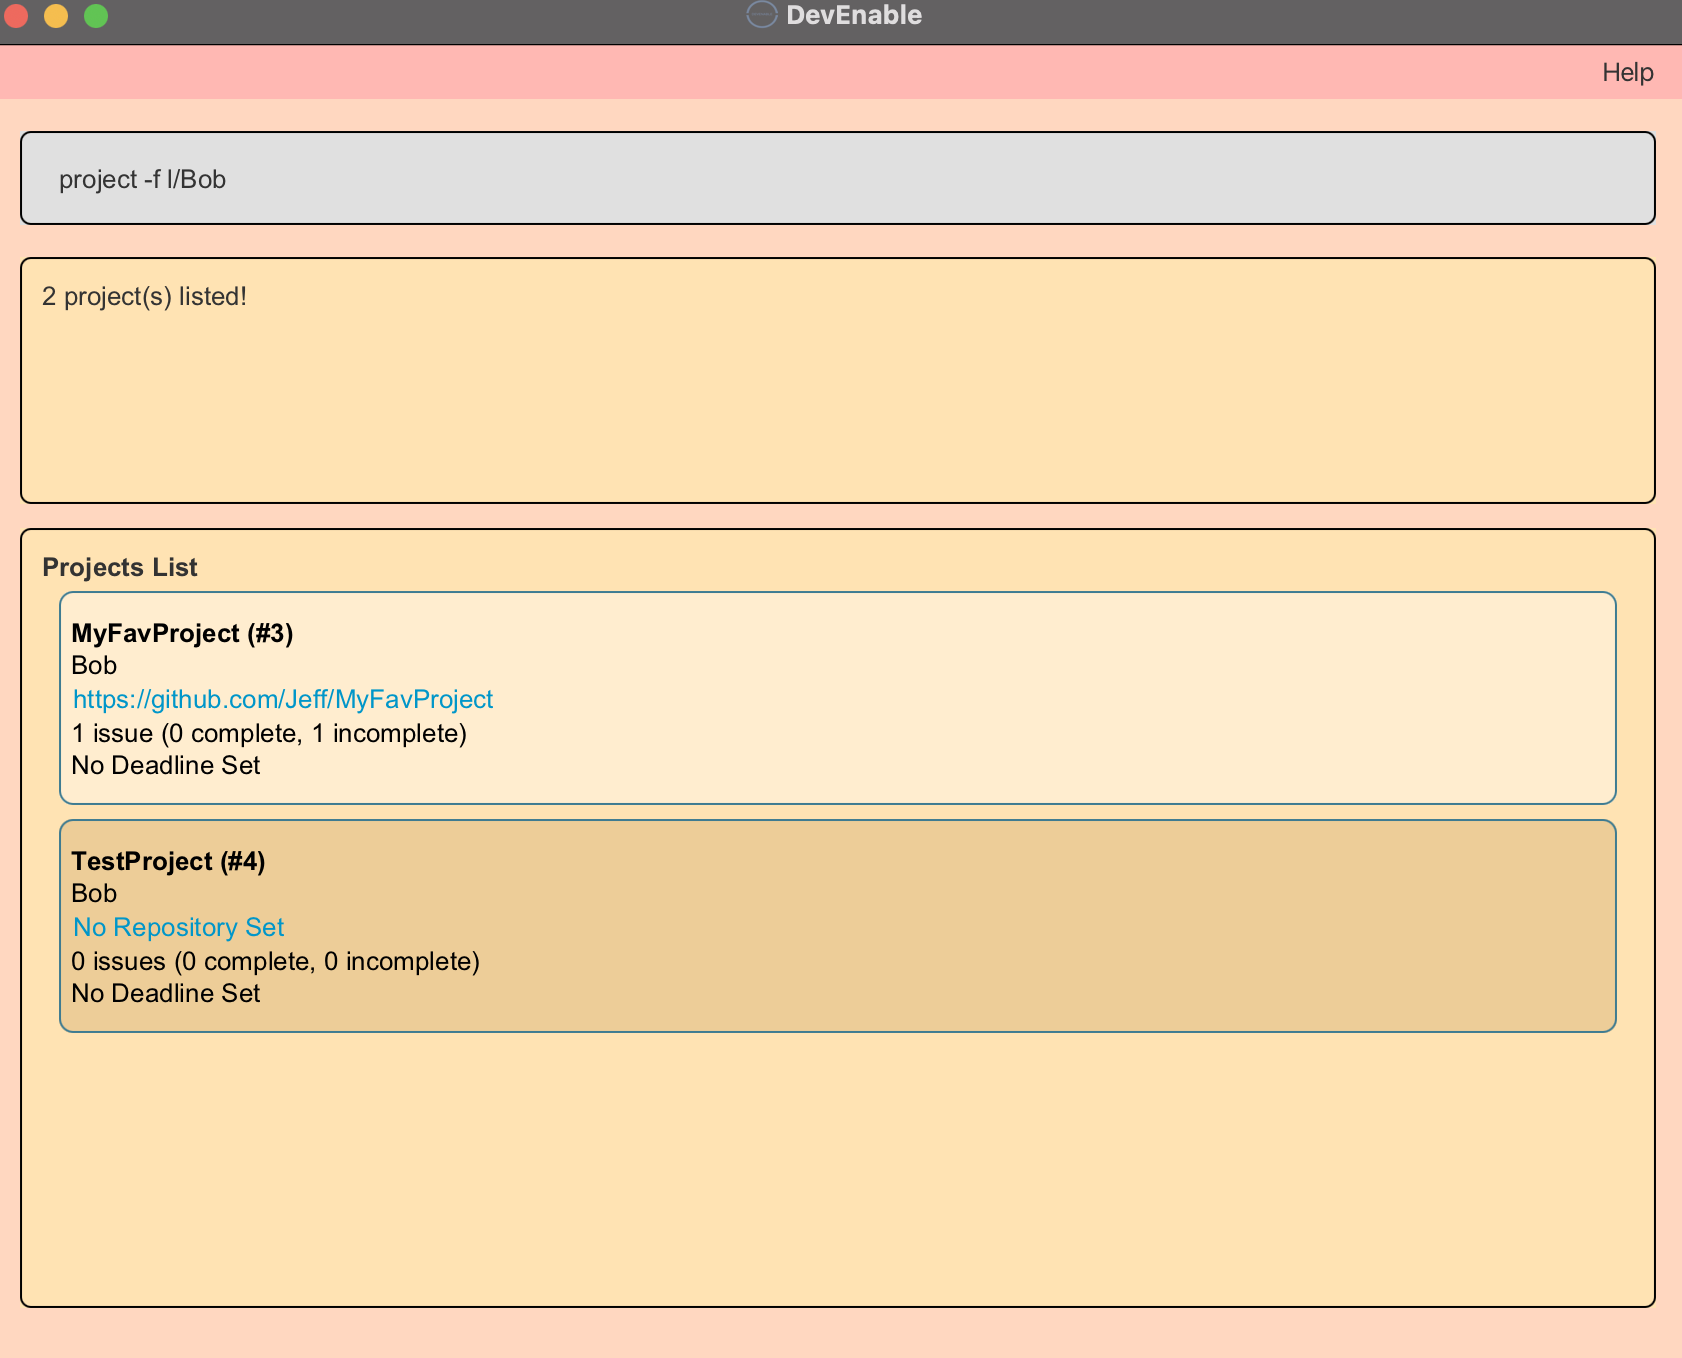 DevEnable
Help
project -f l/Bob
2 project(s) listed!
Projects List
MyFavProject (#3)
Bob
https://github.com/Jeff/MyFavProject
1 issue (0 complete, 1 incomplete)
No Deadline Set
TestProject (#4)
Bob
No Repository Set
0 issues (0 complete, 0 incomplete)
No Deadline Set